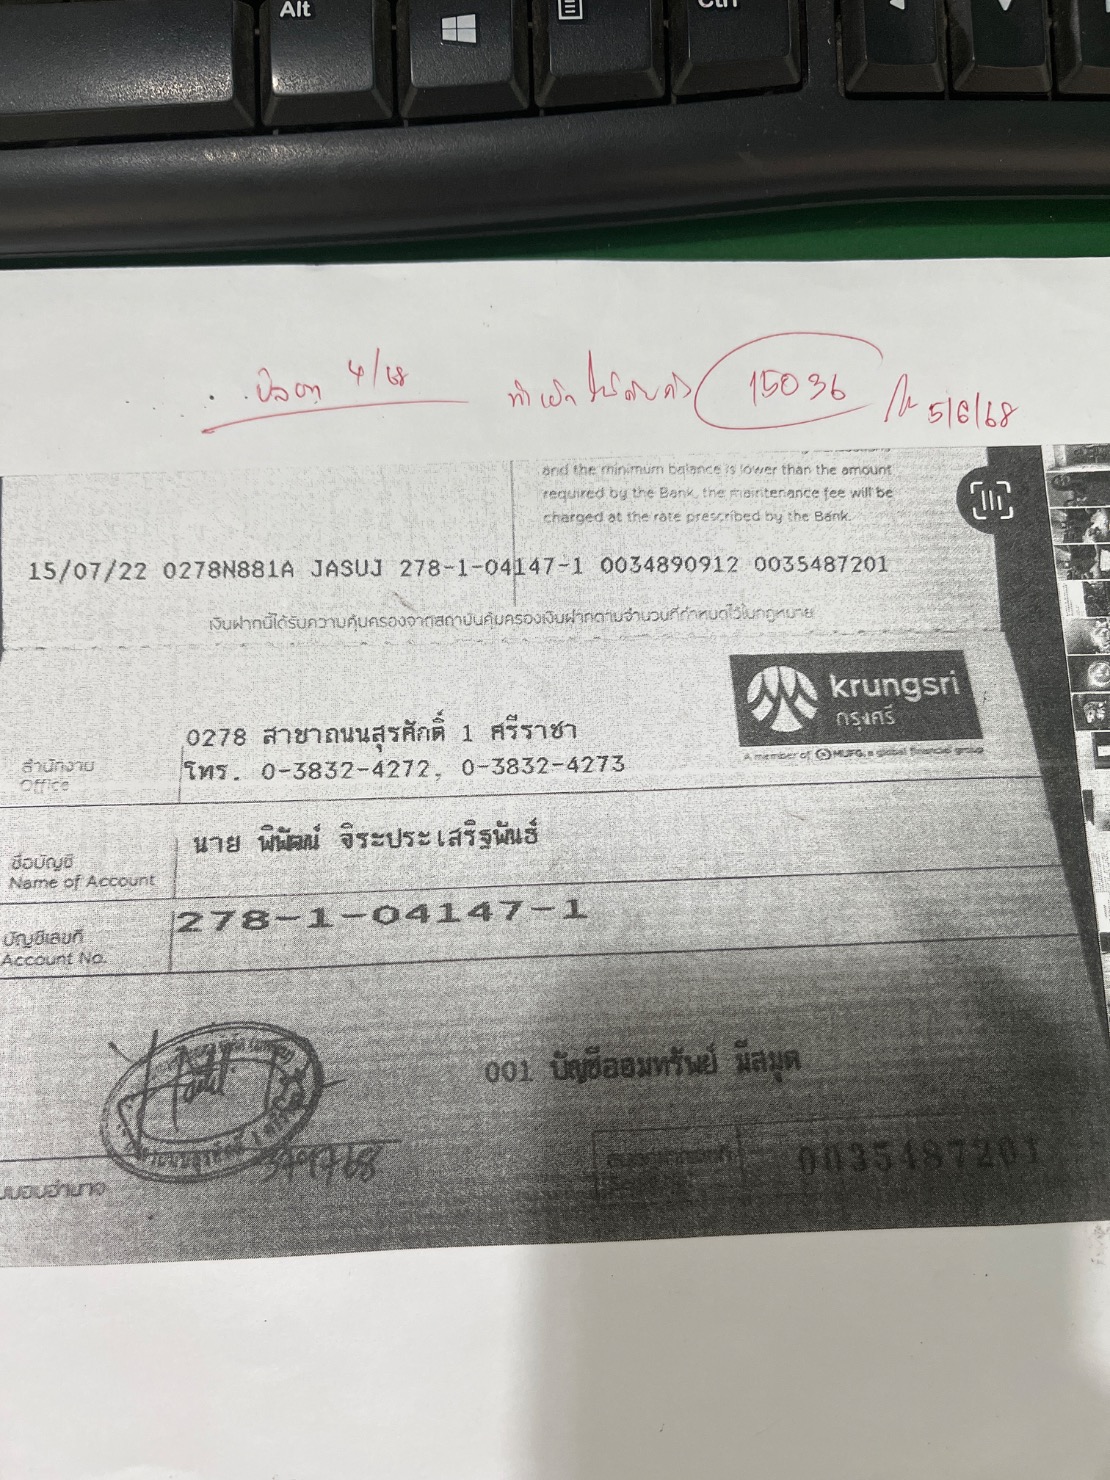 Alt
Ctrl
4/68
15036
5/6/68
and the minimum balance is lower than the amount
required by the Bank, the maintenance fee will be
charged at the rate prescribed by the Bank.
15/07/22 0278N881A JASUJ 278-1-04147-1 0034890912 0035487201
เงินฝากนี้ได้รับความคุ้มครองจากสถาบันคุ้มครองเงินฝากตามจำนวนที่กำหนดไว้ในกฎหมาย
krungsri
กรุงศรี
A member of MUFG, a global financial group
0278 สาขาถนนสุรศักดิ์ 1 ศรีราชา
สำนักงาน
Office
โทร. 0-3832-4272, 0-3832-4273
ชื่อบัญชี
Name of Account
นาย พิพัฒน์ จิระประเสริฐพันธ์
บัญชีเลขที่
Account No.
278-1-04147-1
001 บัญชีออมทรัพย์ มีสมุด
0035487201